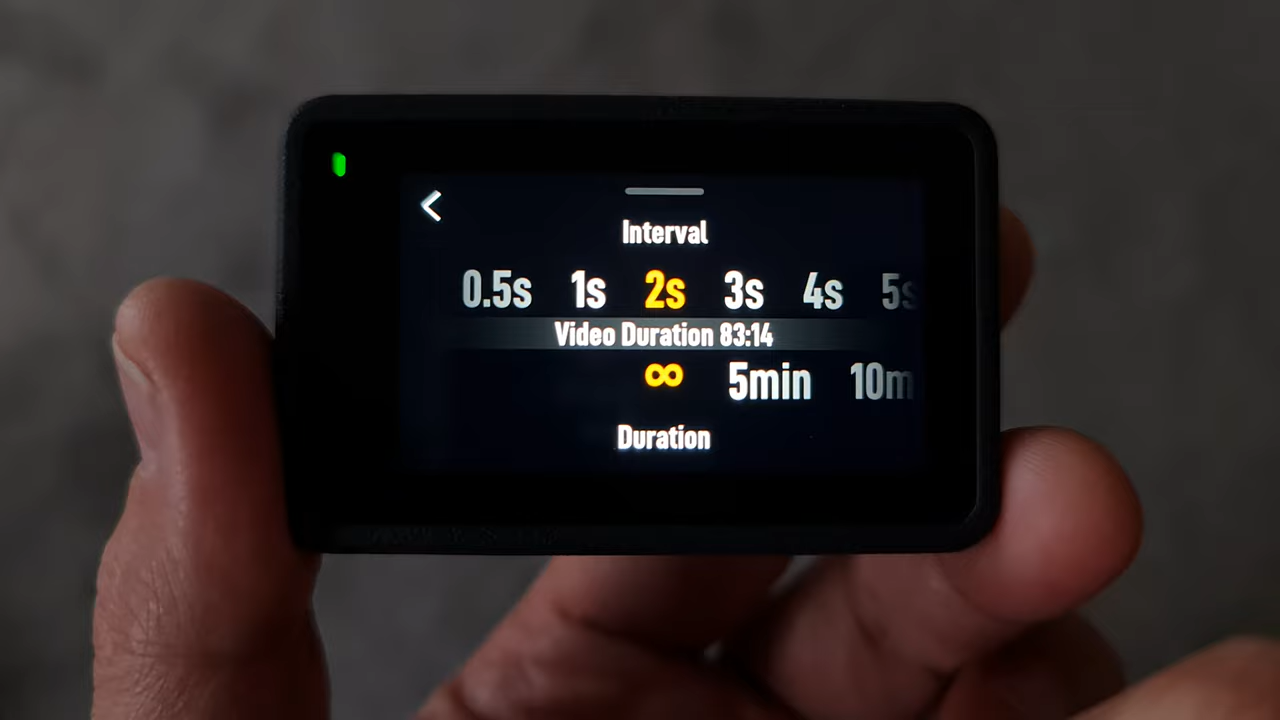 Interval
0.5s 1s 2s 3s 4s 5s
Video Duration 83:14
∞ 5min 10m
Duration